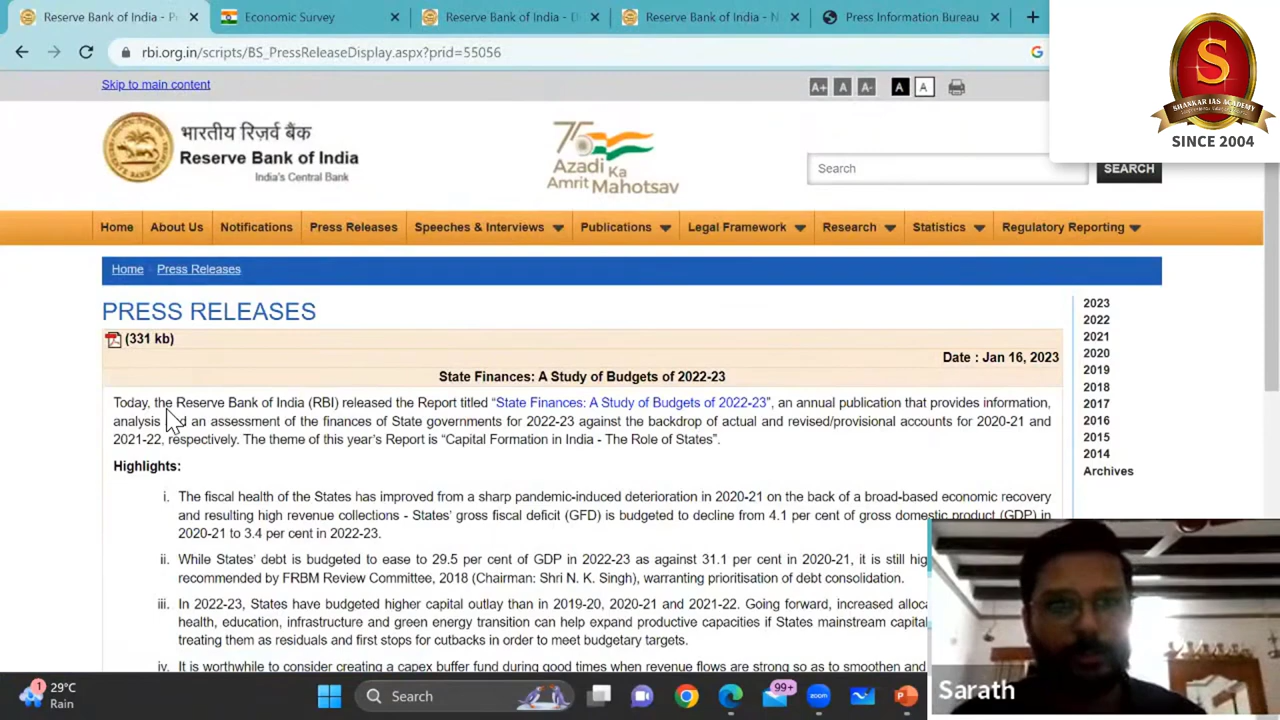 Reserve Bank of India - P
Economic Survey
Reserve Bank of India - D
Reserve Bank of India - N
Press Information Bureau
rbi.org.in/scripts/BS_PressReleaseDisplay.aspx?prid=55056
SHANKAR IAS ACADEMY
SINCE 2004
Skip to main content
A+ A A- A A
भारतीय रिज़र्व बैंक
Reserve Bank of India
India's Central Bank
75
Azadi Ka
Amrit Mahotsav
Search
SEARCH
Home About Us Notifications Press Releases Speeches & Interviews Publications Legal Framework Research Statistics Regulatory Reporting
Home Press Releases
PRESS RELEASES
(331 kb)
Date : Jan 16, 2023
State Finances: A Study of Budgets of 2022-23
Today, the Reserve Bank of India (RBI) released the Report titled “State Finances: A Study of Budgets of 2022-23”, an annual publication that provides information,
analysis and an assessment of the finances of State governments for 2022-23 against the backdrop of actual and revised/provisional accounts for 2020-21 and
2021-22, respectively. The theme of this year's Report is “Capital Formation in India - The Role of States”.
Highlights:
i. The fiscal health of the States has improved from a sharp pandemic-induced deterioration in 2020-21 on the back of a broad-based economic recovery
and resulting high revenue collections - States' gross fiscal deficit (GFD) is budgeted to decline from 4.1 per cent of gross domestic product (GDP) in
2020-21 to 3.4 per cent in 2022-23.
ii. While States' debt is budgeted to ease to 29.5 per cent of GDP in 2022-23 as against 31.1 per cent in 2020-21, it is still hig
recommended by FRBM Review Committee, 2018 (Chairman: Shri N. K. Singh), warranting prioritisation of debt consolidation.
iii. In 2022-23, States have budgeted higher capital outlay than in 2019-20, 2020-21 and 2021-22. Going forward, increased alloca
health, education, infrastructure and green energy transition can help expand productive capacities if States mainstream capital
treating them as residuals and first stops for cutbacks in order to meet budgetary targets.
iv. It is worthwhile to consider creating a capex buffer fund during good times when revenue flows are strong so as to smoothen and
2023
2022
2021
2020
2019
2018
2017
2016
2015
2014
Archives
Sarath
1
29°C
Rain
Search
99+
zoom